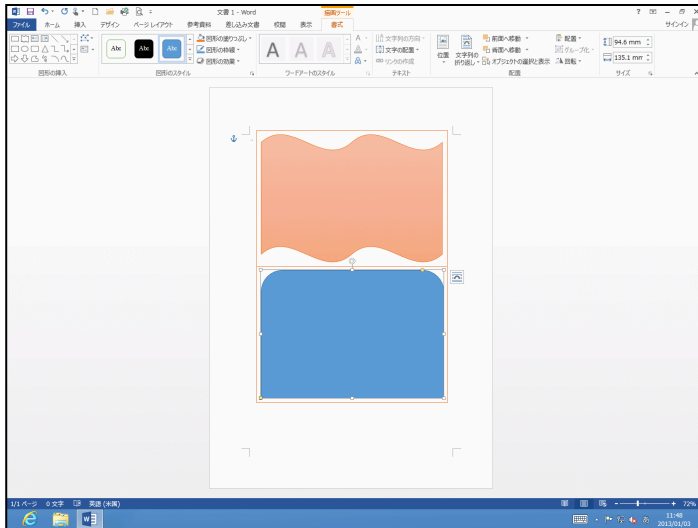 文書 1 - Word
描画ツール
ファイル ホーム 挿入 デザイン ページ レイアウト 参考資料 差し込み文書 校閲 表示 書式 サインイン
Abc Abc Abc
図形の塗りつぶし
図形の枠線
図形の効果
A A A
文字列の方向
文字の配置
リンクの作成
位置
文字列の折り返し
前面へ移動
背面へ移動
オブジェクトの選択と表示
配置
グループ化
回転
94.6 mm
135.1 mm
図形の挿入 図形のスタイル ワードアートのスタイル テキスト 配置 サイズ
1/1 ページ 0 文字 英語 (米国) 72%
11:48
2013/01/03